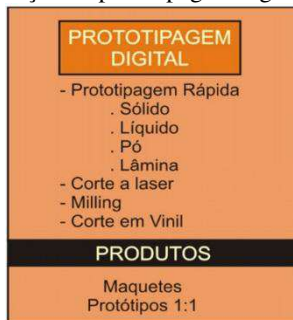 PROTOTIPAGEM
DIGITAL
- Prototipagem Rápida
. Sólido
. Líquido
. Pó
. Lâmina
- Corte a laser
- Milling
- Corte em Vinil
PRODUTOS
Maquetes
Protótipos 1:1